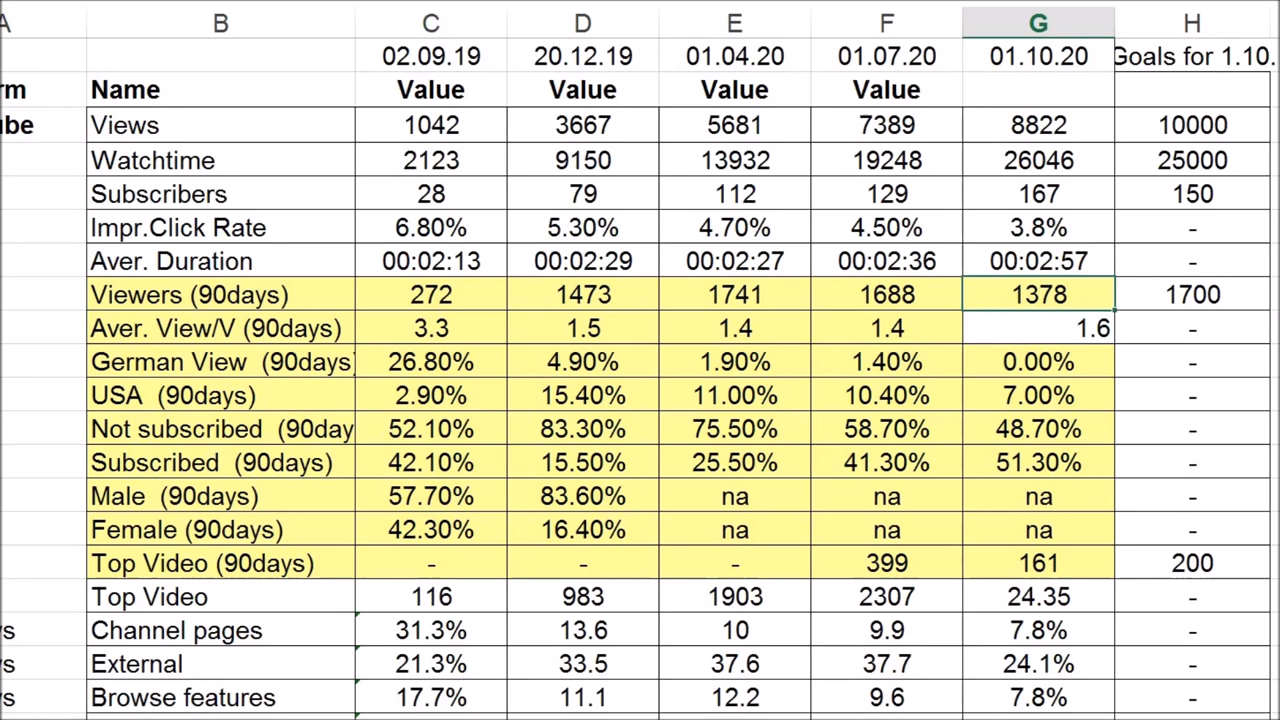 A B C D E F G H
02.09.19 20.12.19 01.04.20 01.07.20 01.10.20 Goals for 1.10.
rm Name Value Value Value Value
ube Views 1042 3667 5681 7389 8822 10000
Watchtime 2123 9150 13932 19248 26046 25000
Subscribers 28 79 112 129 167 150
Impr.Click Rate 6.80% 5.30% 4.70% 4.50% 3.8% -
Aver. Duration 00:02:13 00:02:29 00:02:27 00:02:36 00:02:57 -
Viewers (90days) 272 1473 1741 1688 1378 1700
Aver. View/V (90days) 3.3 1.5 1.4 1.4 1.6 -
German View (90days) 26.80% 4.90% 1.90% 1.40% 0.00% -
USA (90days) 2.90% 15.40% 11.00% 10.40% 7.00% -
Not subscribed (90day 52.10% 83.30% 75.50% 58.70% 48.70% -
Subscribed (90days) 42.10% 15.50% 25.50% 41.30% 51.30% -
Male (90days) 57.70% 83.60% na na na -
Female (90days) 42.30% 16.40% na na na -
Top Video (90days) - - - 399 161 200
Top Video 116 983 1903 2307 24.35 -
s Channel pages 31.3% 13.6 10 9.9 7.8% -
s External 21.3% 33.5 37.6 37.7 24.1% -
s Browse features 17.7% 11.1 12.2 9.6 7.8% -